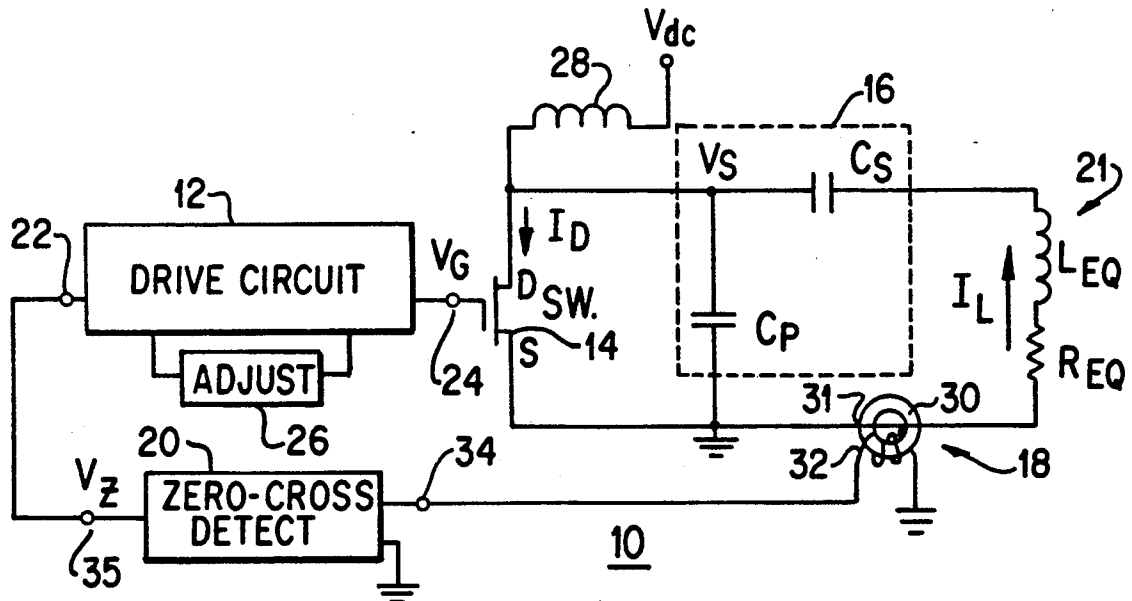 Vdc
28
16
VS
CS
21
12
22
ID
DRIVE CIRCUIT
VG
D
SW.
LEQ
IL
CP
S
14
24
REQ
ADJUST
26
31
30
20
34
32
18
VZ
ZERO-CROSS
DETECT
35
10